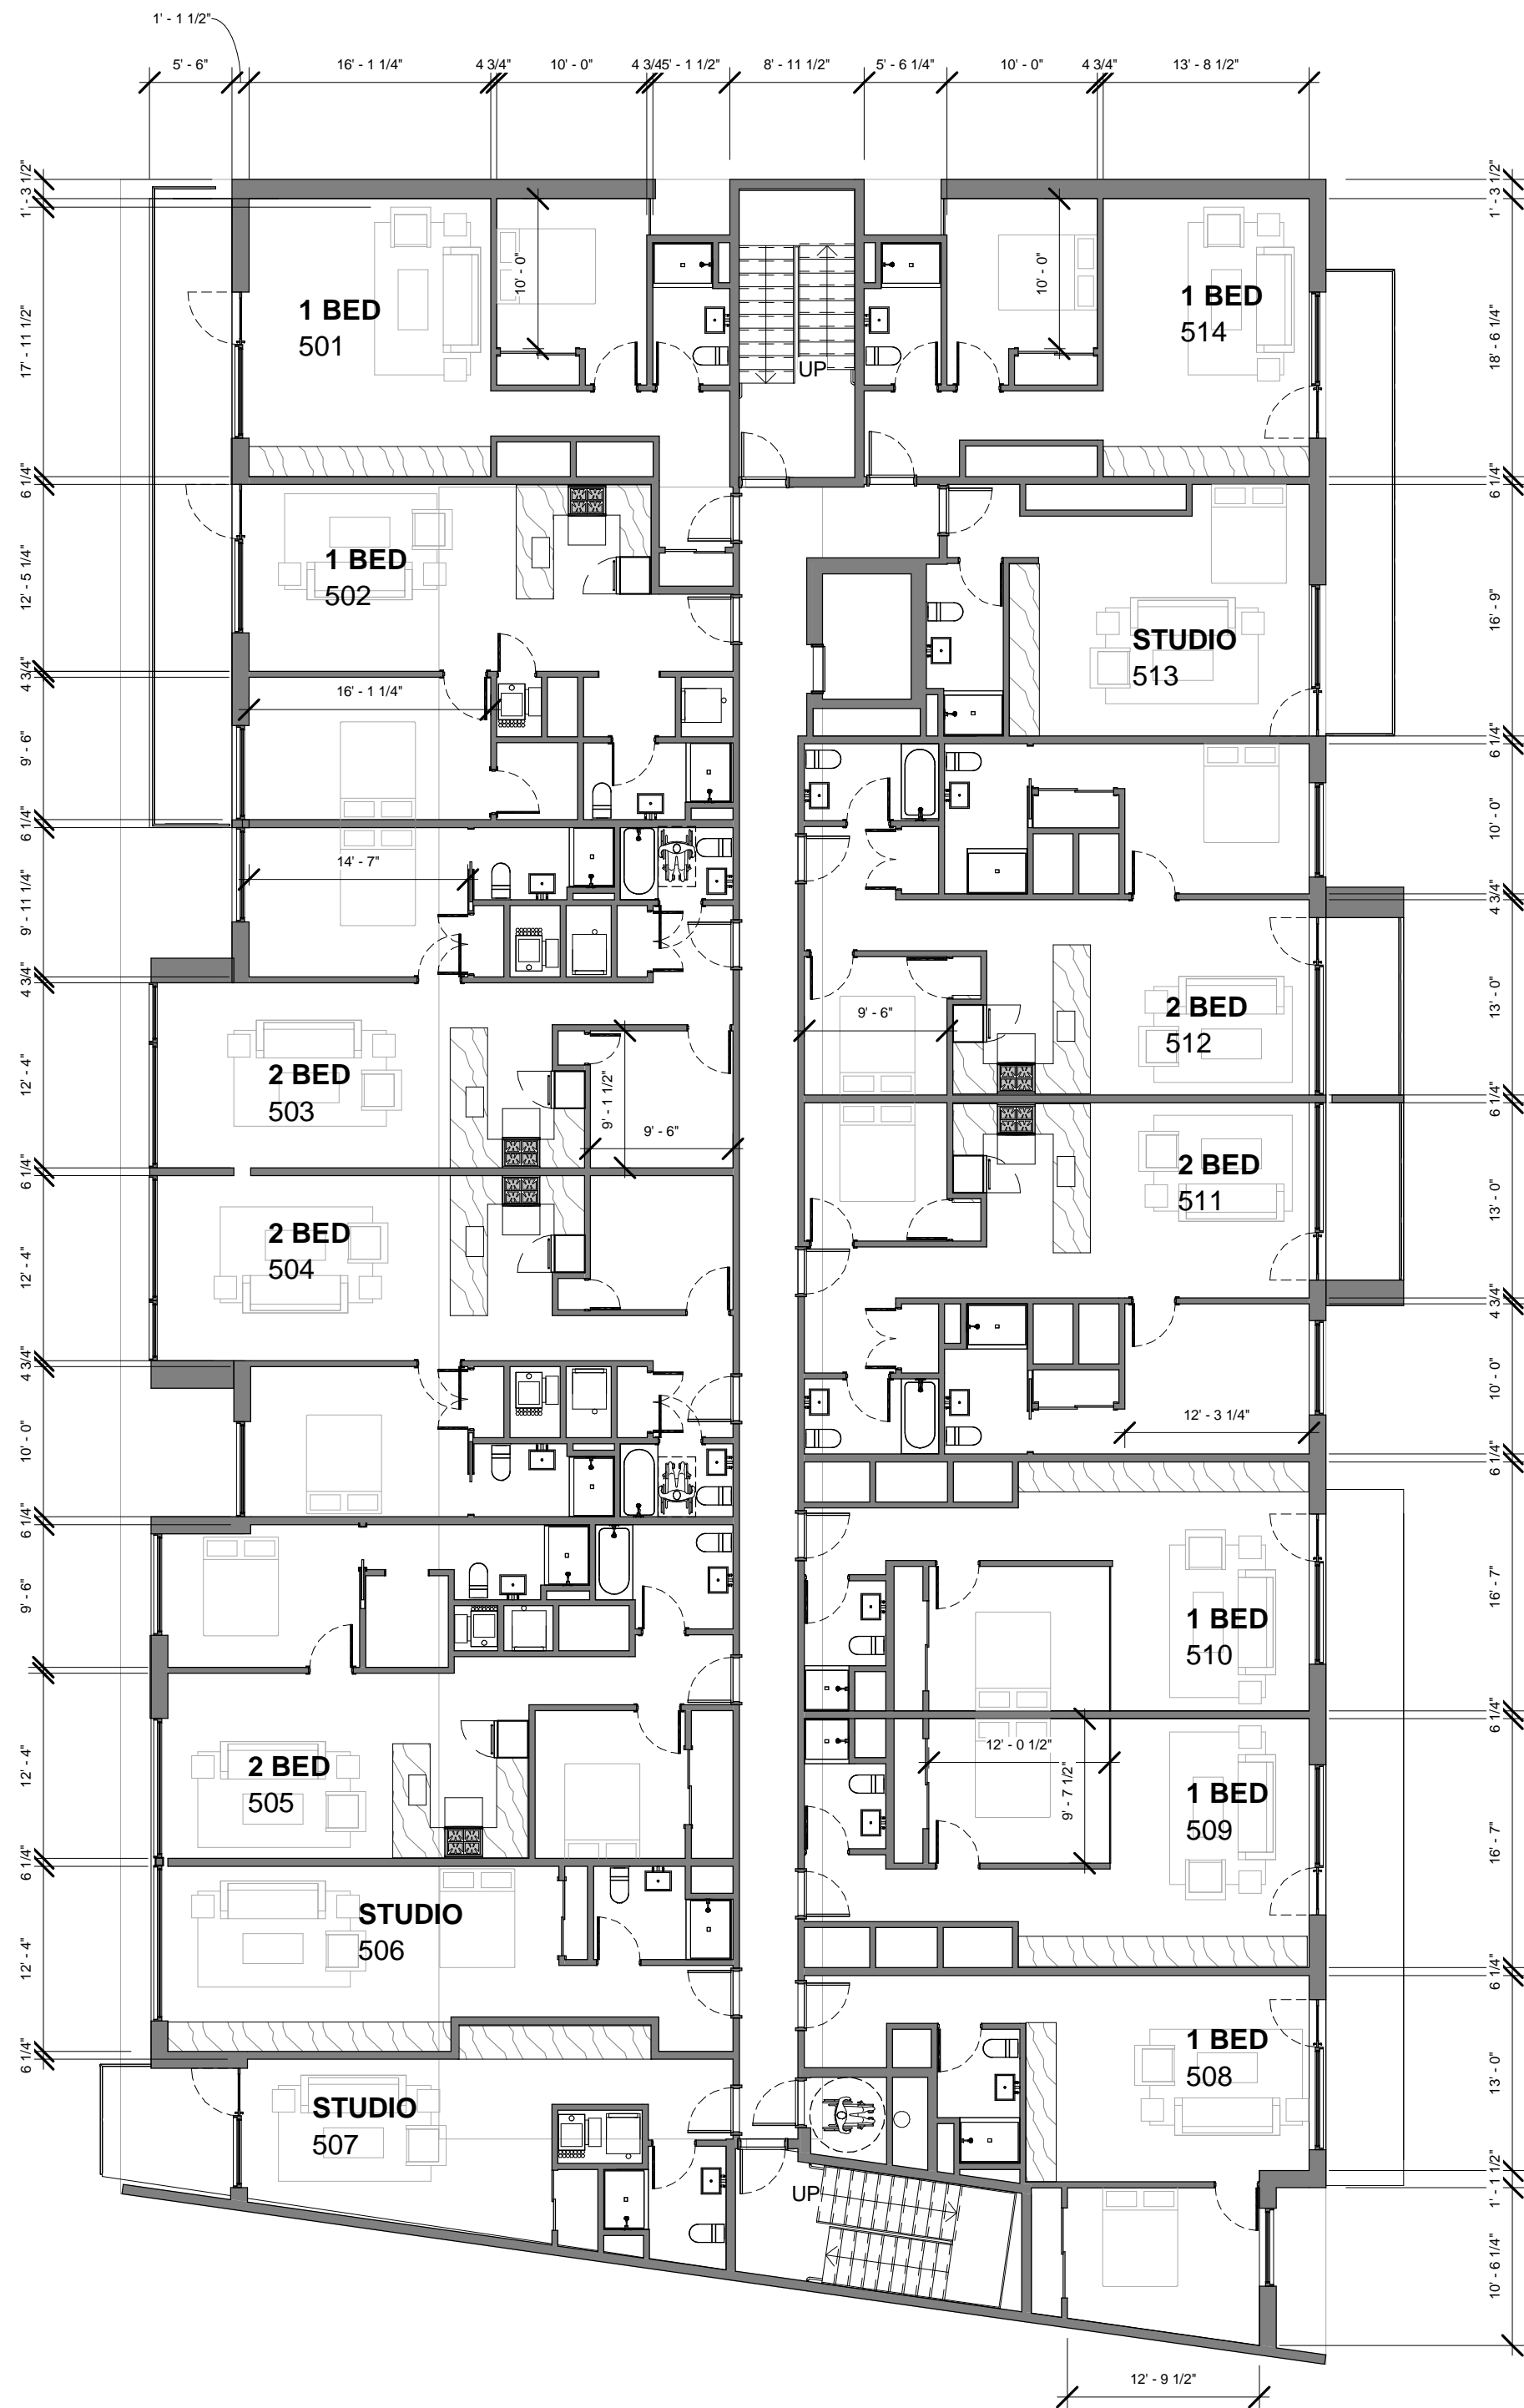 1' - 1 1/2"
5' - 6"
16' - 1 1/4"
4 3/4"
10' - 0"
4 3/4"
5' - 1 1/2"
8' - 11 1/2"
5' - 6 1/4"
10' - 0"
4 3/4"
13' - 8 1/2"
1' - 3 1/2"
1' - 3 1/2"
10' - 0"
10' - 0"
1 BED
501
1 BED
514
17' - 11 1/2"
18' - 6 1/4"
UP
6 1/4"
6 1/4"
1 BED
502
12' - 5 1/4"
STUDIO
513
16' - 9"
4 3/4"
16' - 1 1/4"
9' - 6"
6 1/4"
6 1/4"
10' - 0"
14' - 7"
9' - 11 1/4"
4 3/4"
4 3/4"
9' - 6"
2 BED
512
13' - 0"
2 BED
503
12' - 4"
9' - 1 1/2"
9' - 6"
6 1/4"
6 1/4"
2 BED
511
13' - 0"
2 BED
504
12' - 4"
4 3/4"
4 3/4"
10' - 0"
10' - 0"
12' - 3 1/4"
6 1/4"
6 1/4"
9' - 6"
1 BED
510
16' - 7"
6 1/4"
12' - 0 1/2"
9' - 7 1/2"
2 BED
505
12' - 4"
1 BED
509
16' - 7"
6 1/4"
STUDIO
506
12' - 4"
6 1/4"
6 1/4"
1 BED
508
13' - 0"
STUDIO
507
UP
1' - 1 1/2"
10' - 6 1/4"
12' - 9 1/2"